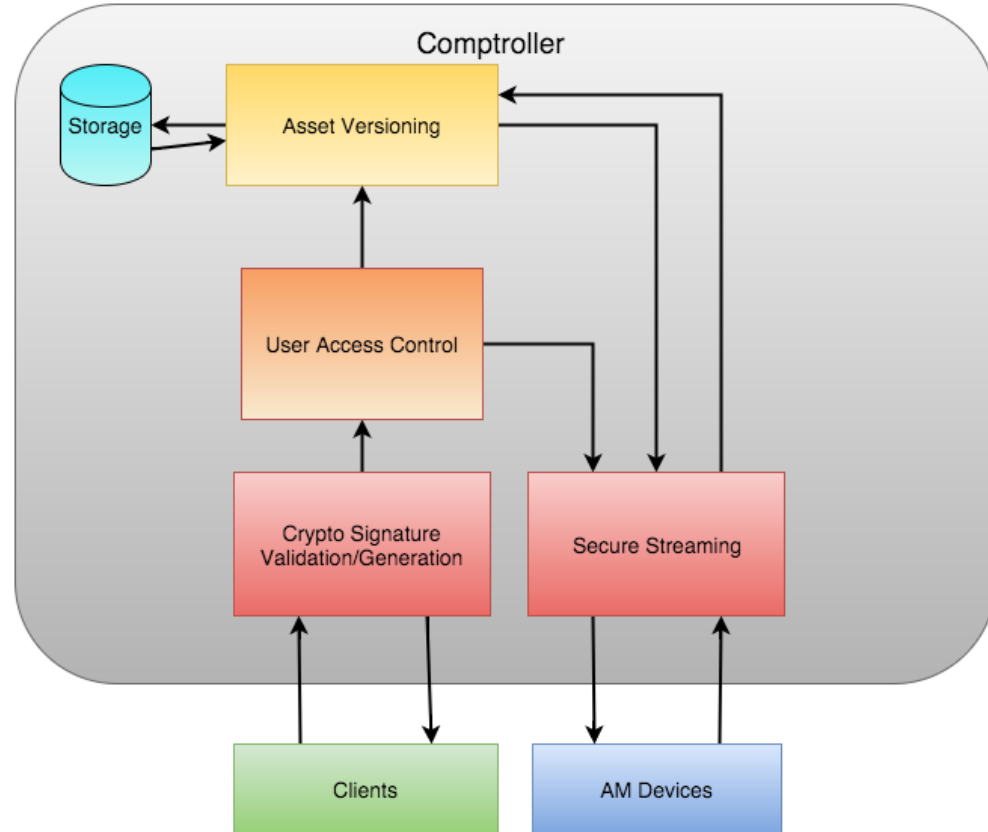 Comptroller
Storage
Asset Versioning
User Access Control
Crypto Signature
Validation/Generation
Secure Streaming
Clients
AM Devices